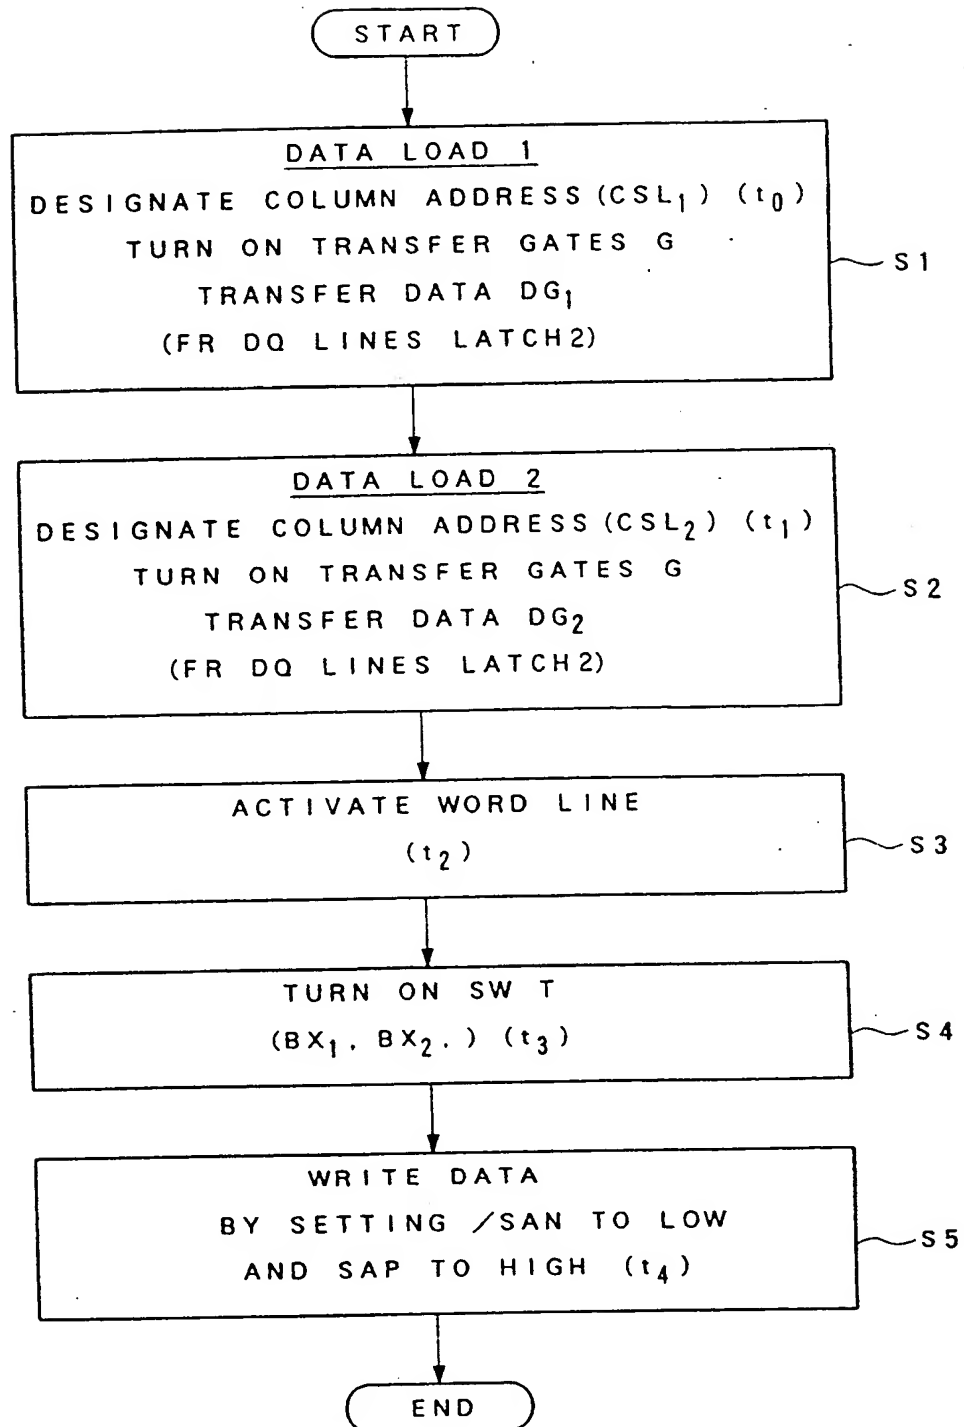 START
DATA LOAD 1
DESIGNATE COLUMN ADDRESS (CSL₁) (t₀)
TURN ON TRANSFER GATES G
TRANSFER DATA DG₁
(FR DQ LINES LATCH2)
S1
DATA LOAD 2
DESIGNATE COLUMN ADDRESS (CSL₂) (t₁)
TURN ON TRANSFER GATES G
TRANSFER DATA DG₂
(FR DQ LINES LATCH2)
S2
ACTIVATE WORD LINE
(t₂)
S3
TURN ON SW T
(BX₁, BX₂, ) (t₃)
S4
WRITE DATA
BY SETTING /SAN TO LOW
AND SAP TO HIGH (t₄)
S5
END